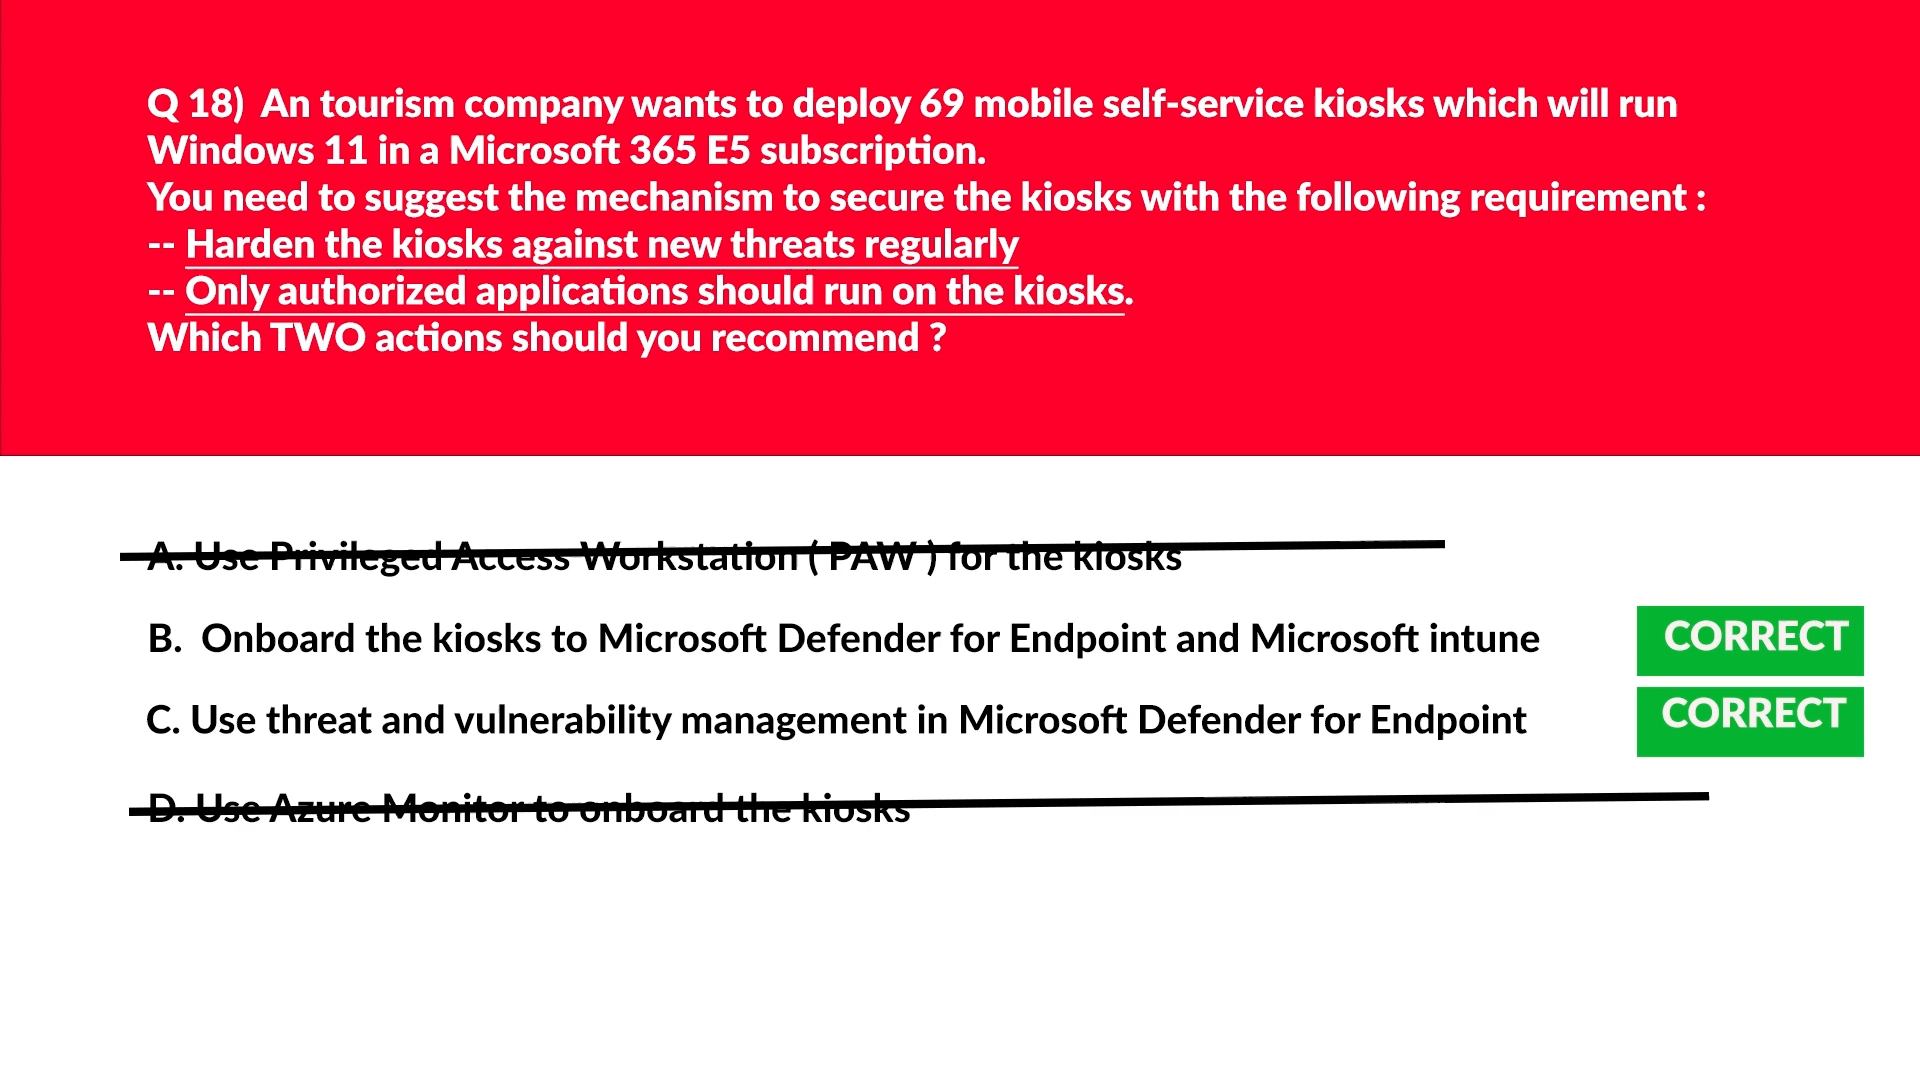 Q 18) An tourism company wants to deploy 69 mobile self-service kiosks which will run
Windows 11 in a Microsoft 365 E5 subscription.
You need to suggest the mechanism to secure the kiosks with the following requirement :
-- Harden the kiosks against new threats regularly
-- Only authorized applications should run on the kiosks.
Which TWO actions should you recommend ?
A. Use Privileged Access Workstation ( PAW ) for the kiosks
B. Onboard the kiosks to Microsoft Defender for Endpoint and Microsoft intune
CORRECT
C. Use threat and vulnerability management in Microsoft Defender for Endpoint
CORRECT
D. Use Azure Monitor to onboard the kiosks